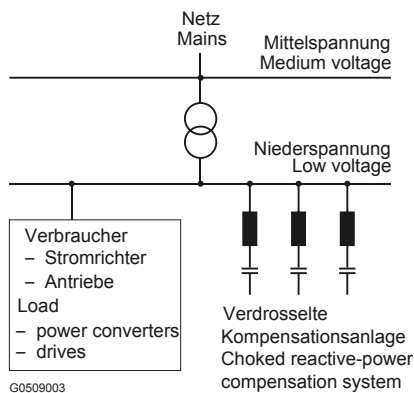 Netz
Mains
Mittelspannung
Medium voltage
Niederspannung
Low voltage
Verbraucher
– Stromrichter
– Antriebe
Load
– power converters
– drives
Verdrosselte
Kompensationsanlage
Choked reactive-power
compensation system
G0509003